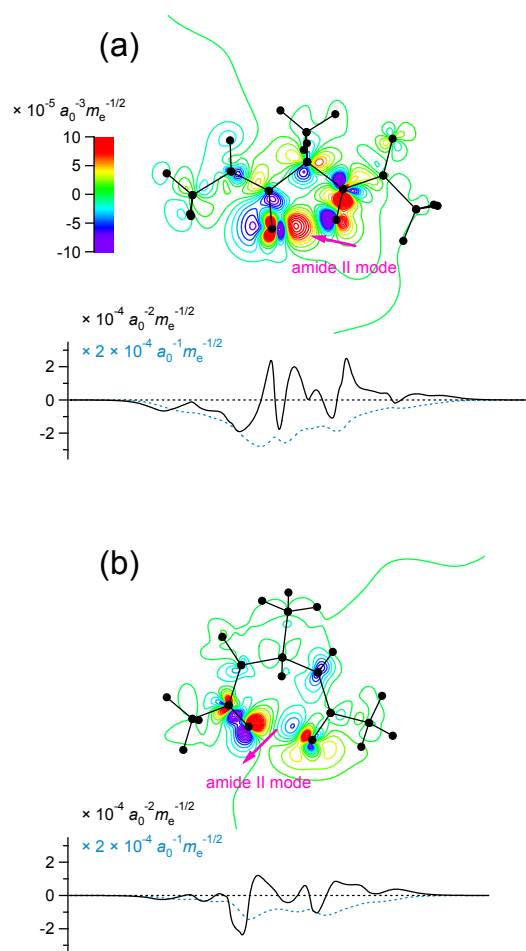 (a)
× 10⁻⁵ a₀⁻³mₑ⁻¹/²
10
5
0
-5
-10
amide II mode
× 10⁻⁴ a₀⁻²mₑ⁻¹/²
× 2 × 10⁻⁴ a₀⁻¹mₑ⁻¹/²
2
0
-2
(b)
amide II mode
× 10⁻⁴ a₀⁻²mₑ⁻¹/²
× 2 × 10⁻⁴ a₀⁻¹mₑ⁻¹/²
2
0
-2